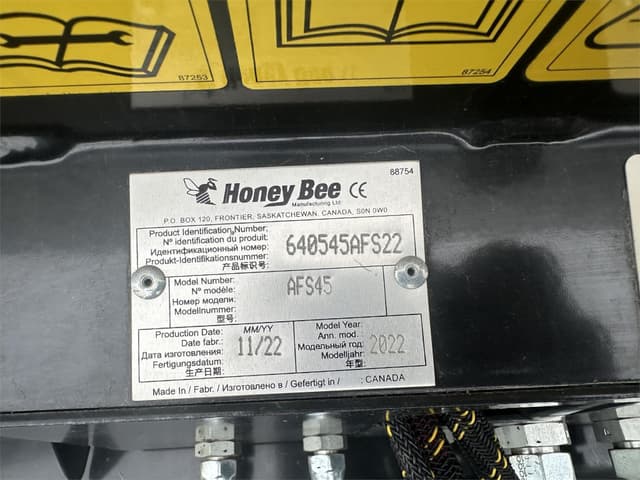 87253
87254
88754
Honey Bee CE
Manufacturing Ltd.
P.O. BOX 120, FRONTIER, SASKATCHEWAN, CANADA, S0N 0W0
Product Identification Number:
Nº identification du produit:
Идентификационный номер:
Produkt-Identifikationsnummer:
产品标识号:
640545AFS22
Model Number:
Nº modèle:
Номер модели:
Modellnummer:
型号:
AFS45
Production Date:
Date fabr.:
Дата изготовления:
Fertigungsdatum:
生产日期:
MM/YY
11/22
Model Year:
Ann. mod.:
Модельный год:
Modelljahr:
年型:
2022
Made In / Fabr. / Изготовлено в / Gefertigt in / : CANADA